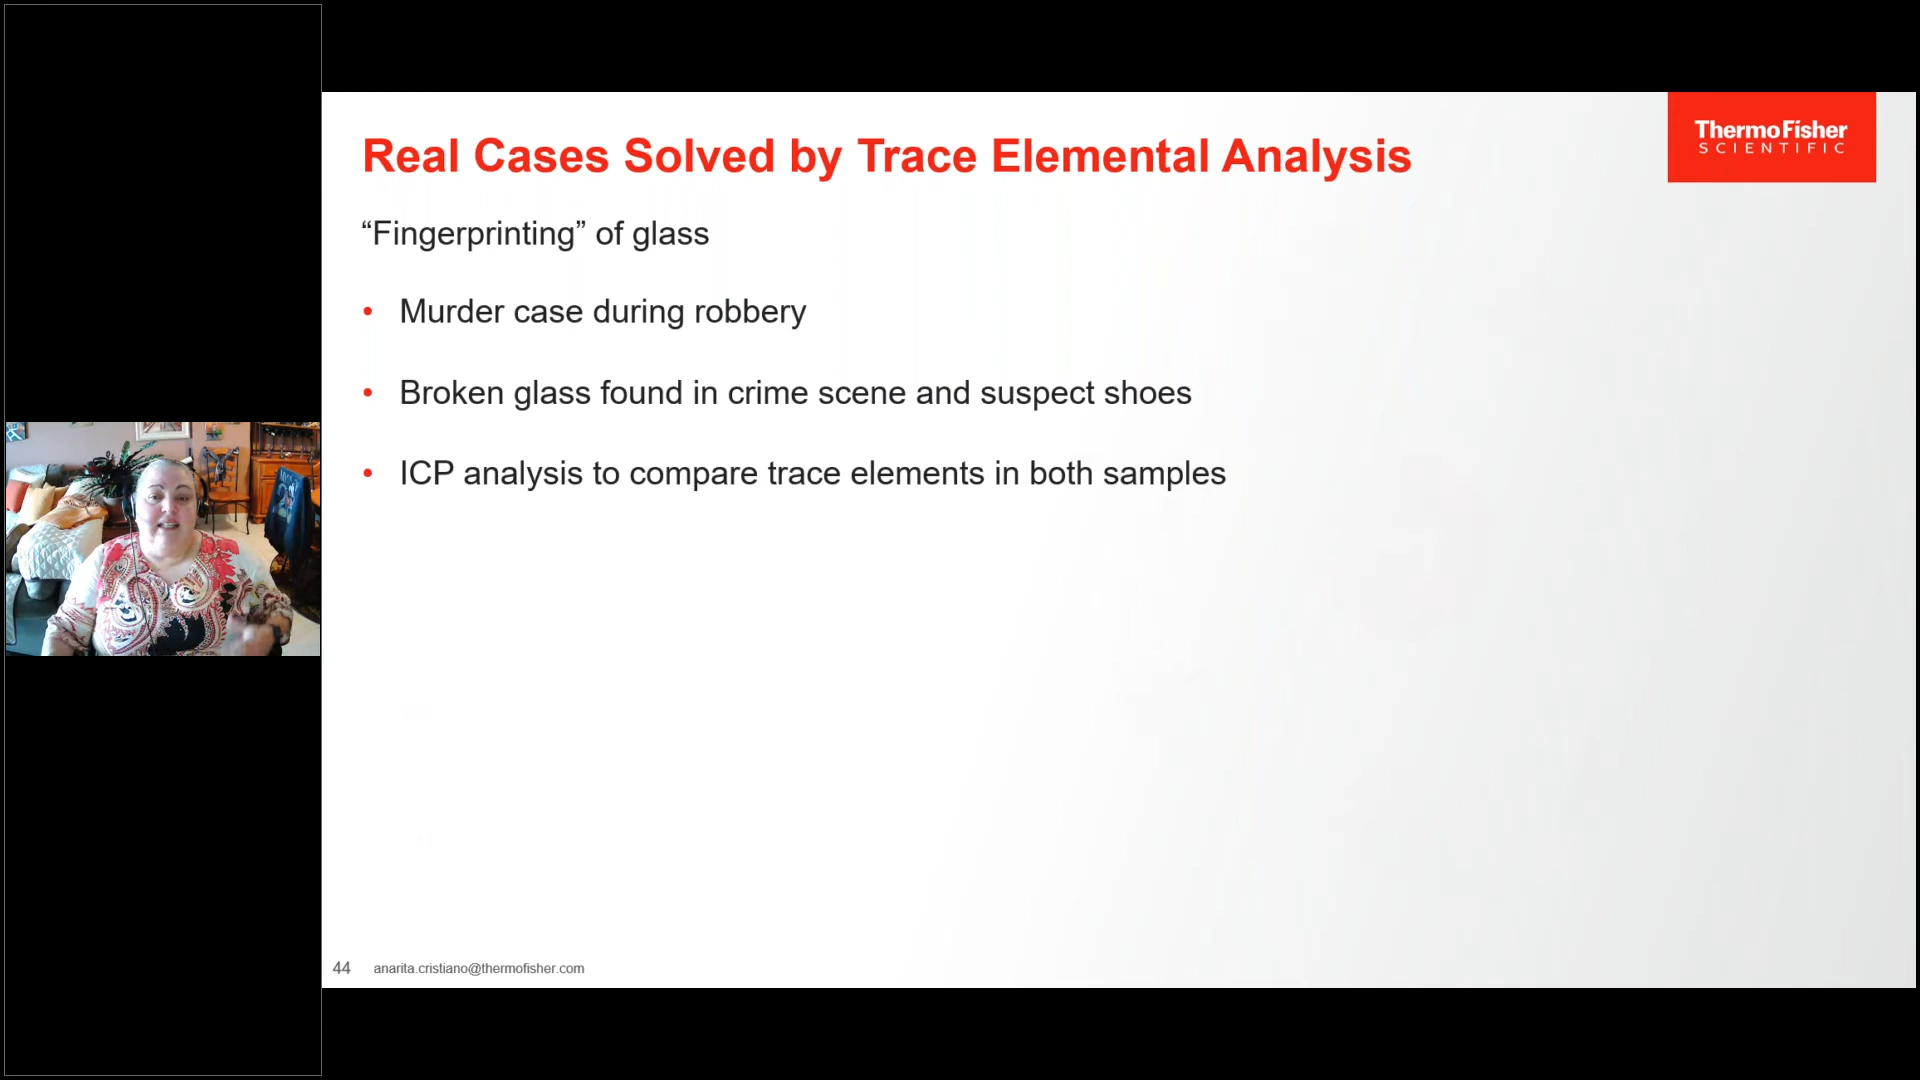 Real Cases Solved by Trace Elemental Analysis
ThermoFisher
SCIENTIFIC
“Fingerprinting” of glass
• Murder case during robbery
• Broken glass found in crime scene and suspect shoes
• ICP analysis to compare trace elements in both samples
44 anarita.cristiano@thermofisher.com